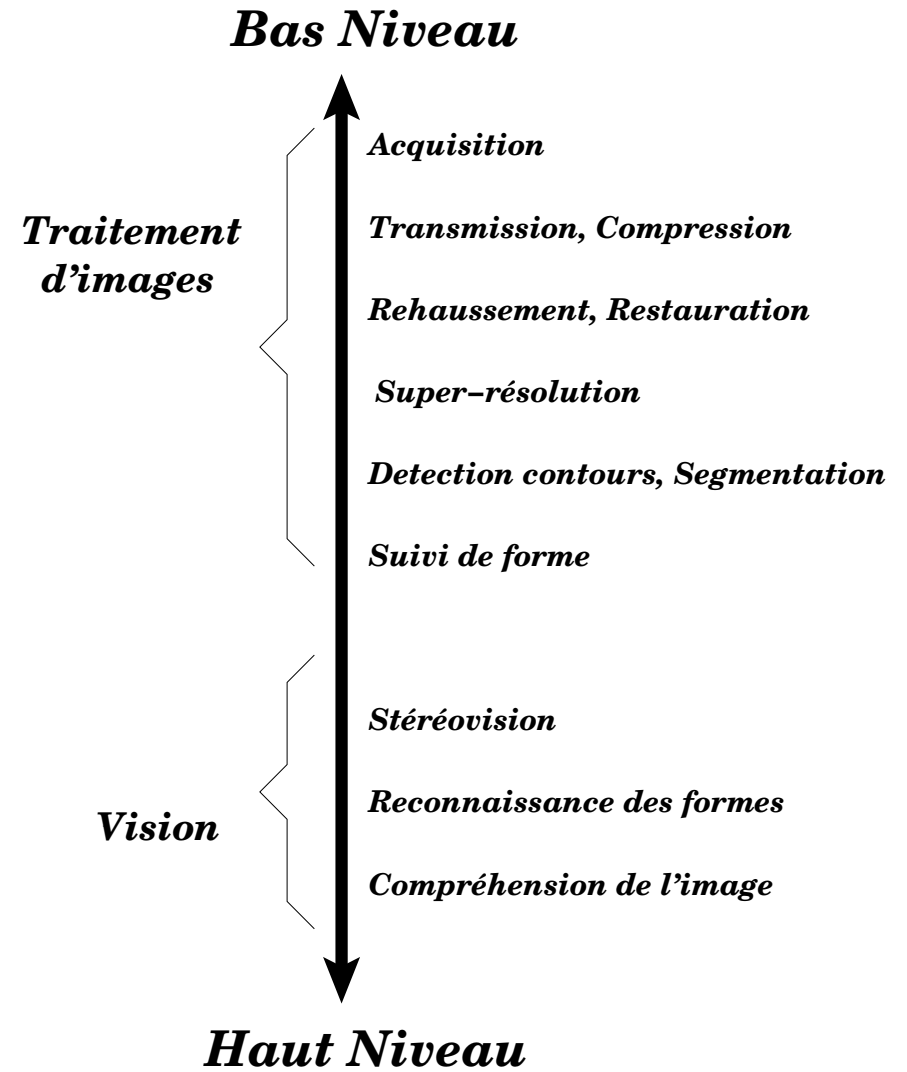 Bas Niveau
Acquisition
Traitement
d'images
Transmission, Compression
Rehaussement, Restauration
Super–résolution
Detection contours, Segmentation
Suivi de forme
Stéréovision
Reconnaissance des formes
Vision
Compréhension de l'image
Haut Niveau